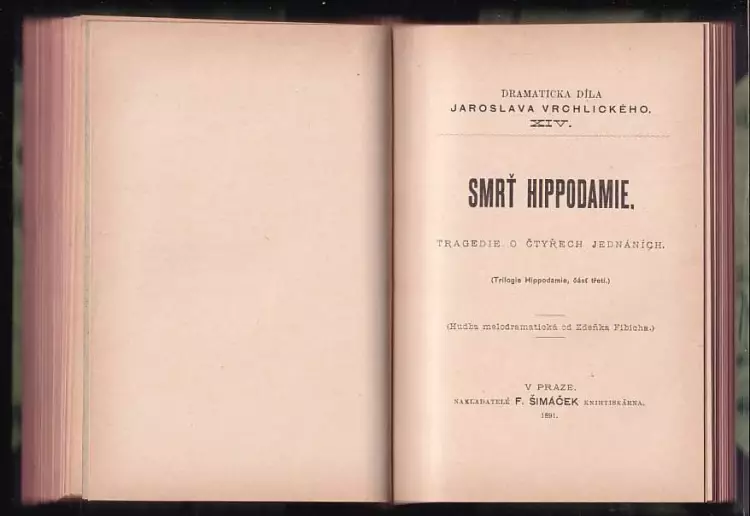 DRAMATICKA DÍLA
JAROSLAVA VRCHLICKÉHO.
XIV.
SMRŤ HIPPODAMIE.
TRAGEDIE O ČTYŘECH JEDNÁNÍCH.
(Trilogie Hippodamie, část třetí.)
(Hudba melodramatická od Zdeňka Fibicha.)
V PRAZE.
NAKLADATELÉ F. ŠIMÁČEK KNIHTISKÁRNA.
1891.